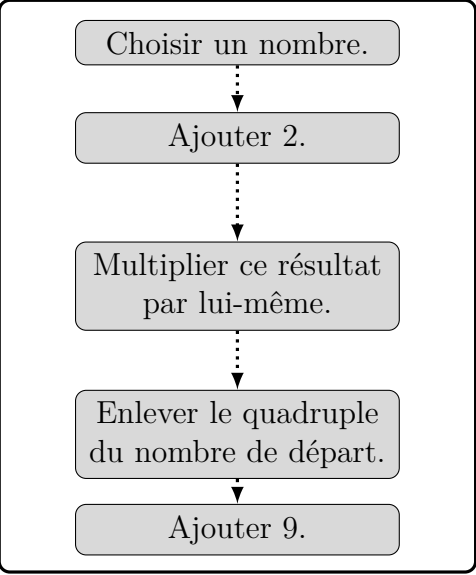 Choisir un nombre.
Ajouter 2.
Multiplier ce résultat
par lui-même.
Enlever le quadruple
du nombre de départ.
Ajouter 9.